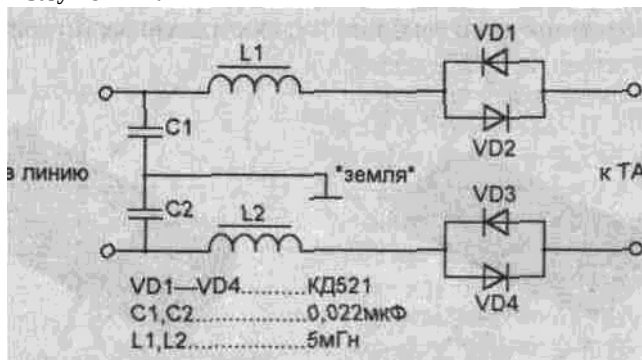 L1
VD1
C1
VD2
в линию
"земля"
к ТА
C2
L2
VD3
VD4
VD1—VD4..........КД521
C1,C2.................0,022мкФ
L1,L2..................5мГн